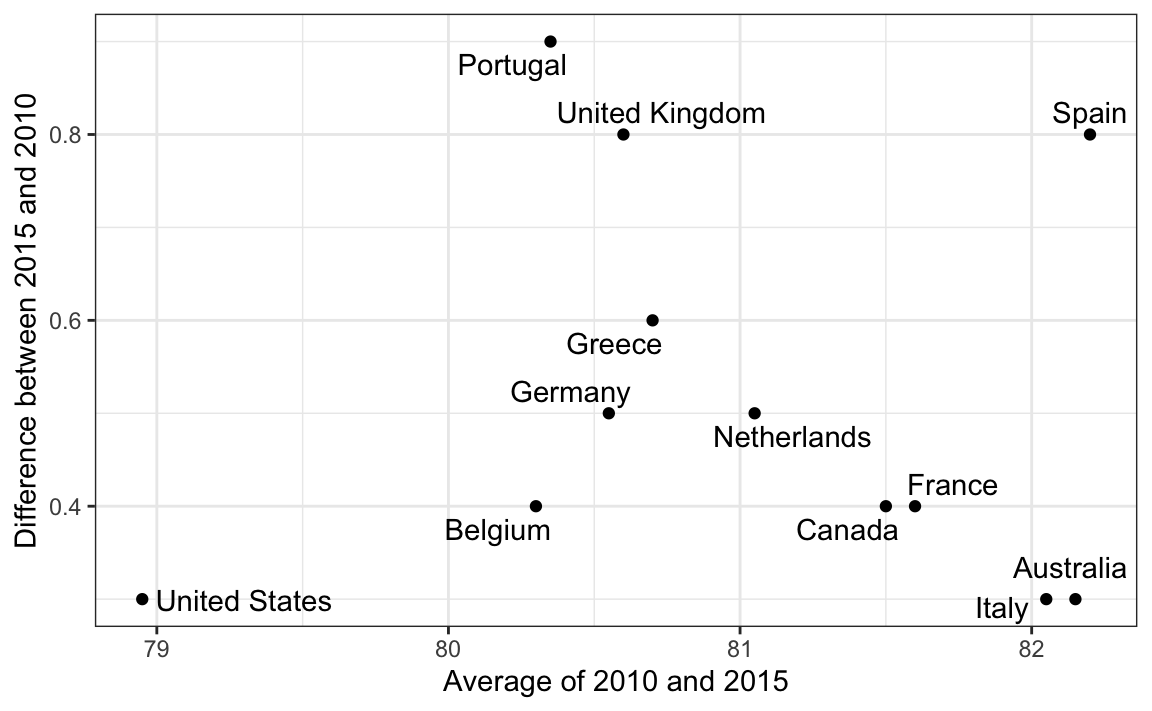 Difference between 2015 and 2010
0.8
0.6
0.4
Portugal
United Kingdom
Spain
Greece
Germany
Netherlands
France
Belgium
Canada
Australia
United States
Italy
79
80
81
82
Average of 2010 and 2015